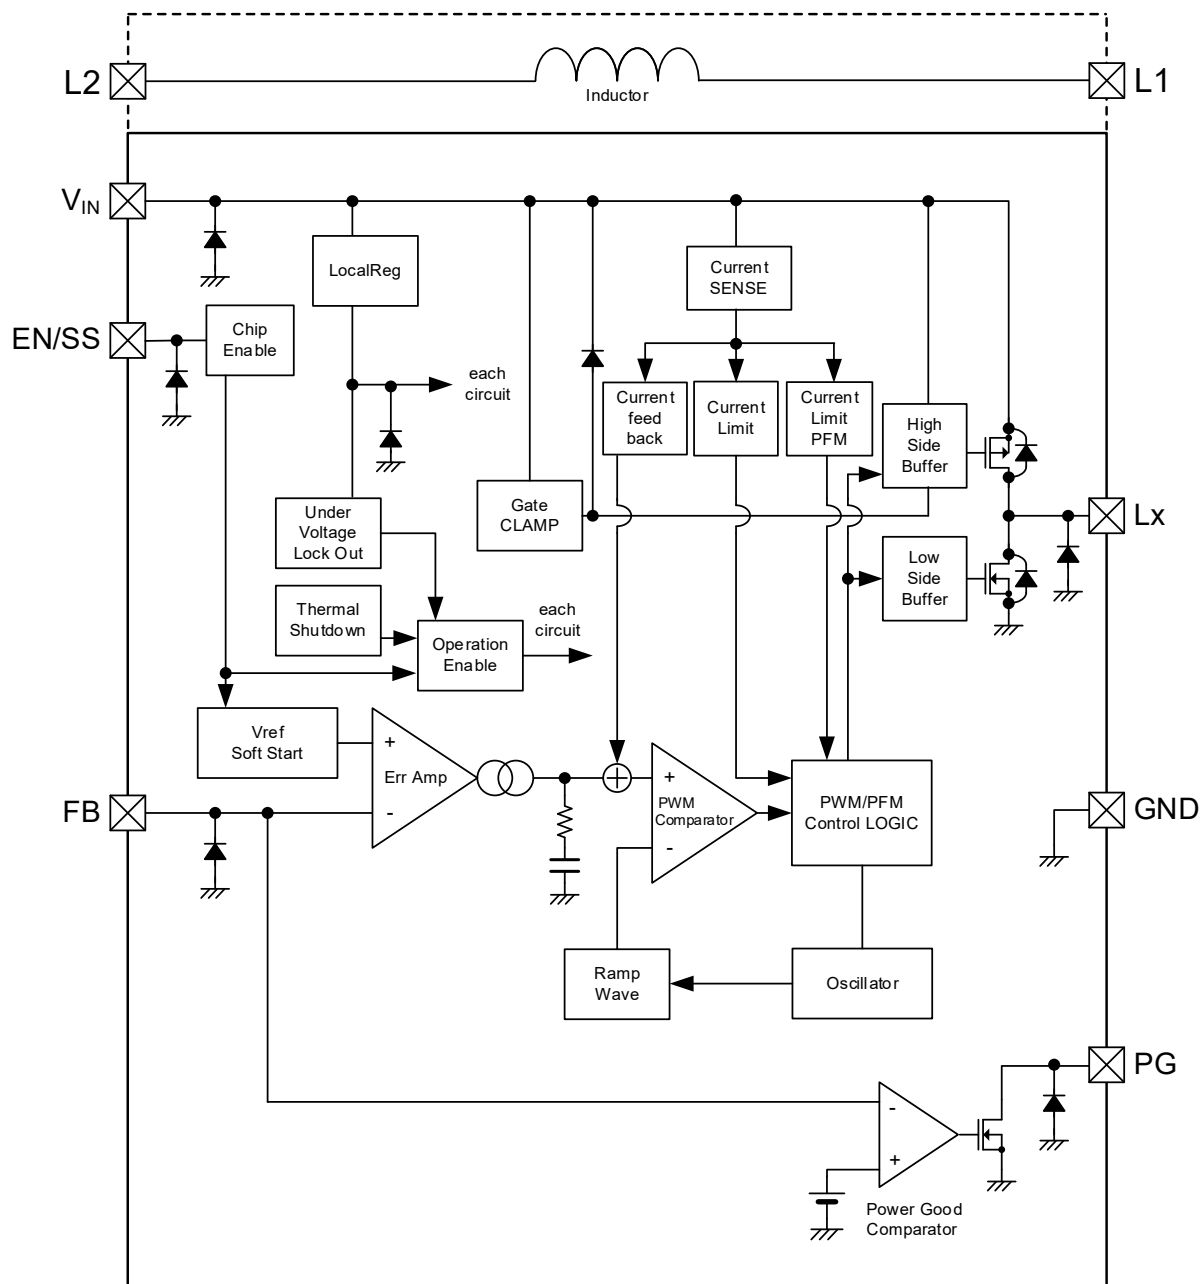 L2
L1
Inductor
VIN
LocalReg
Current
SENSE
EN/SS
Chip
Enable
each
circuit
Current
feed
back
Current
Limit
Current
Limit
PFM
High
Side
Buffer
Under
Voltage
Lock Out
Gate
CLAMP
Lx
Low
Side
Buffer
Thermal
Shutdown
each
circuit
Operation
Enable
Vref
Soft Start
+
Err Amp
-
+
PWM
Comparator
-
PWM/PFM
Control LOGIC
FB
GND
Ramp
Wave
Oscillator
PG
-
+
Power Good
Comparator